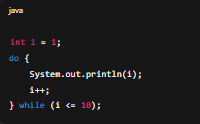 java
int i = 1;
do {
    System.out.println(i);
    i++;
} while (i <= 10);